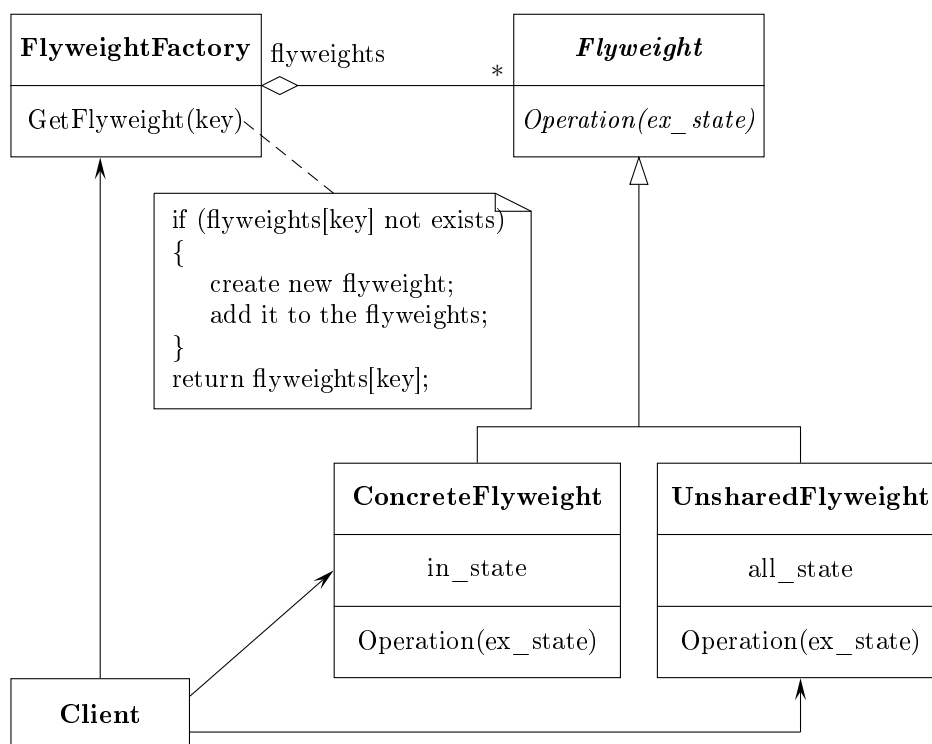 FlyweightFactory
flyweights
*
Flyweight
GetFlyweight(key)
Operation(ex_state)
if (flyweights[key] not exists)
{
create new flyweight;
add it to the flyweights;
}
return flyweights[key];
ConcreteFlyweight
UnsharedFlyweight
in_state
all_state
Operation(ex_state)
Operation(ex_state)
Client